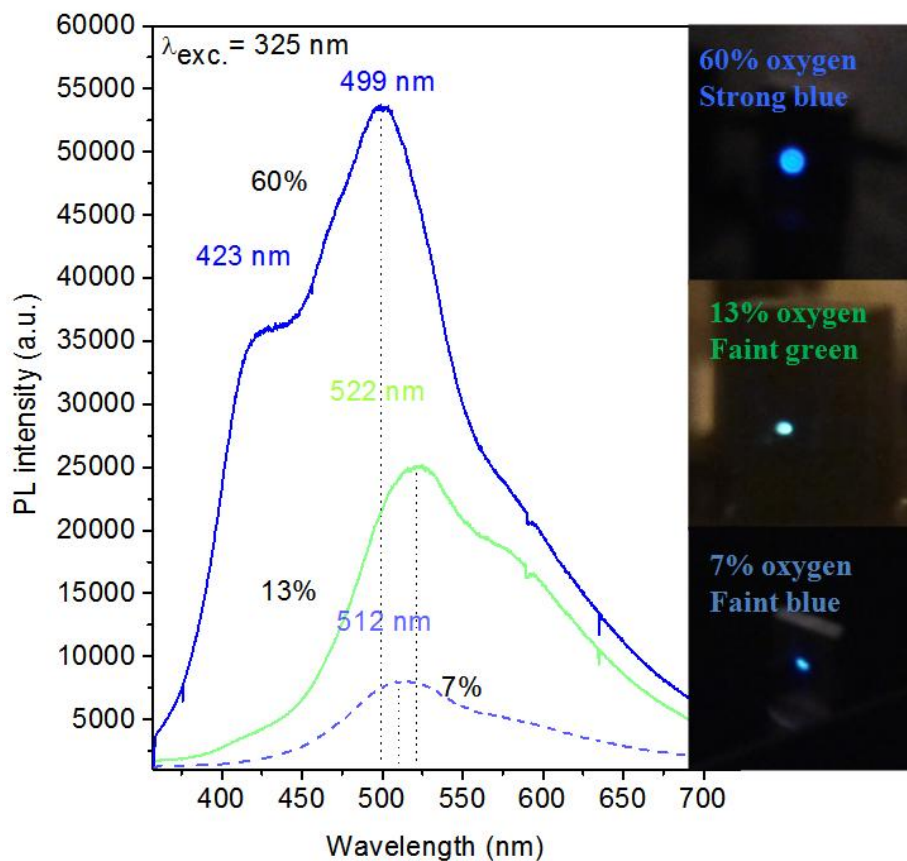 60000
55000
50000
45000
40000
35000
30000
25000
20000
15000
10000
5000
PL intensity (a.u.)
λexc. = 325 nm
499 nm
60%
423 nm
522 nm
13%
512 nm
7%
400 450 500 550 600 650 700
Wavelength (nm)
60% oxygen
Strong blue
13% oxygen
Faint green
7% oxygen
Faint blue